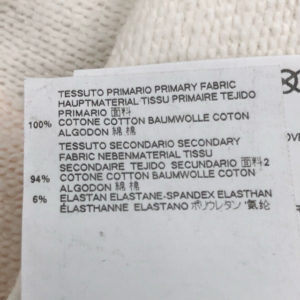 TESSUTO PRIMARIO PRIMARY FABRIC
HAUPTMATERIAL TISSU PRIMAIRE TEJIDO
PRIMARIO 面料
100% COTONE COTTON BAUMWOLLE COTON
ALGODON 綿 棉
TESSUTO SECONDARIO SECONDARY
FABRIC NEBENMATERIAL TISSU
SECONDAIRE TEJIDO SECUNDARIO 面料2
94% COTONE COTTON BAUMWOLLE COTON
ALGODON 綿 棉
6% ELASTAN ELASTANE-SPANDEX ELASTHAN
ÉLASTHANNE ELASTANO ポリウレタン 氨纶